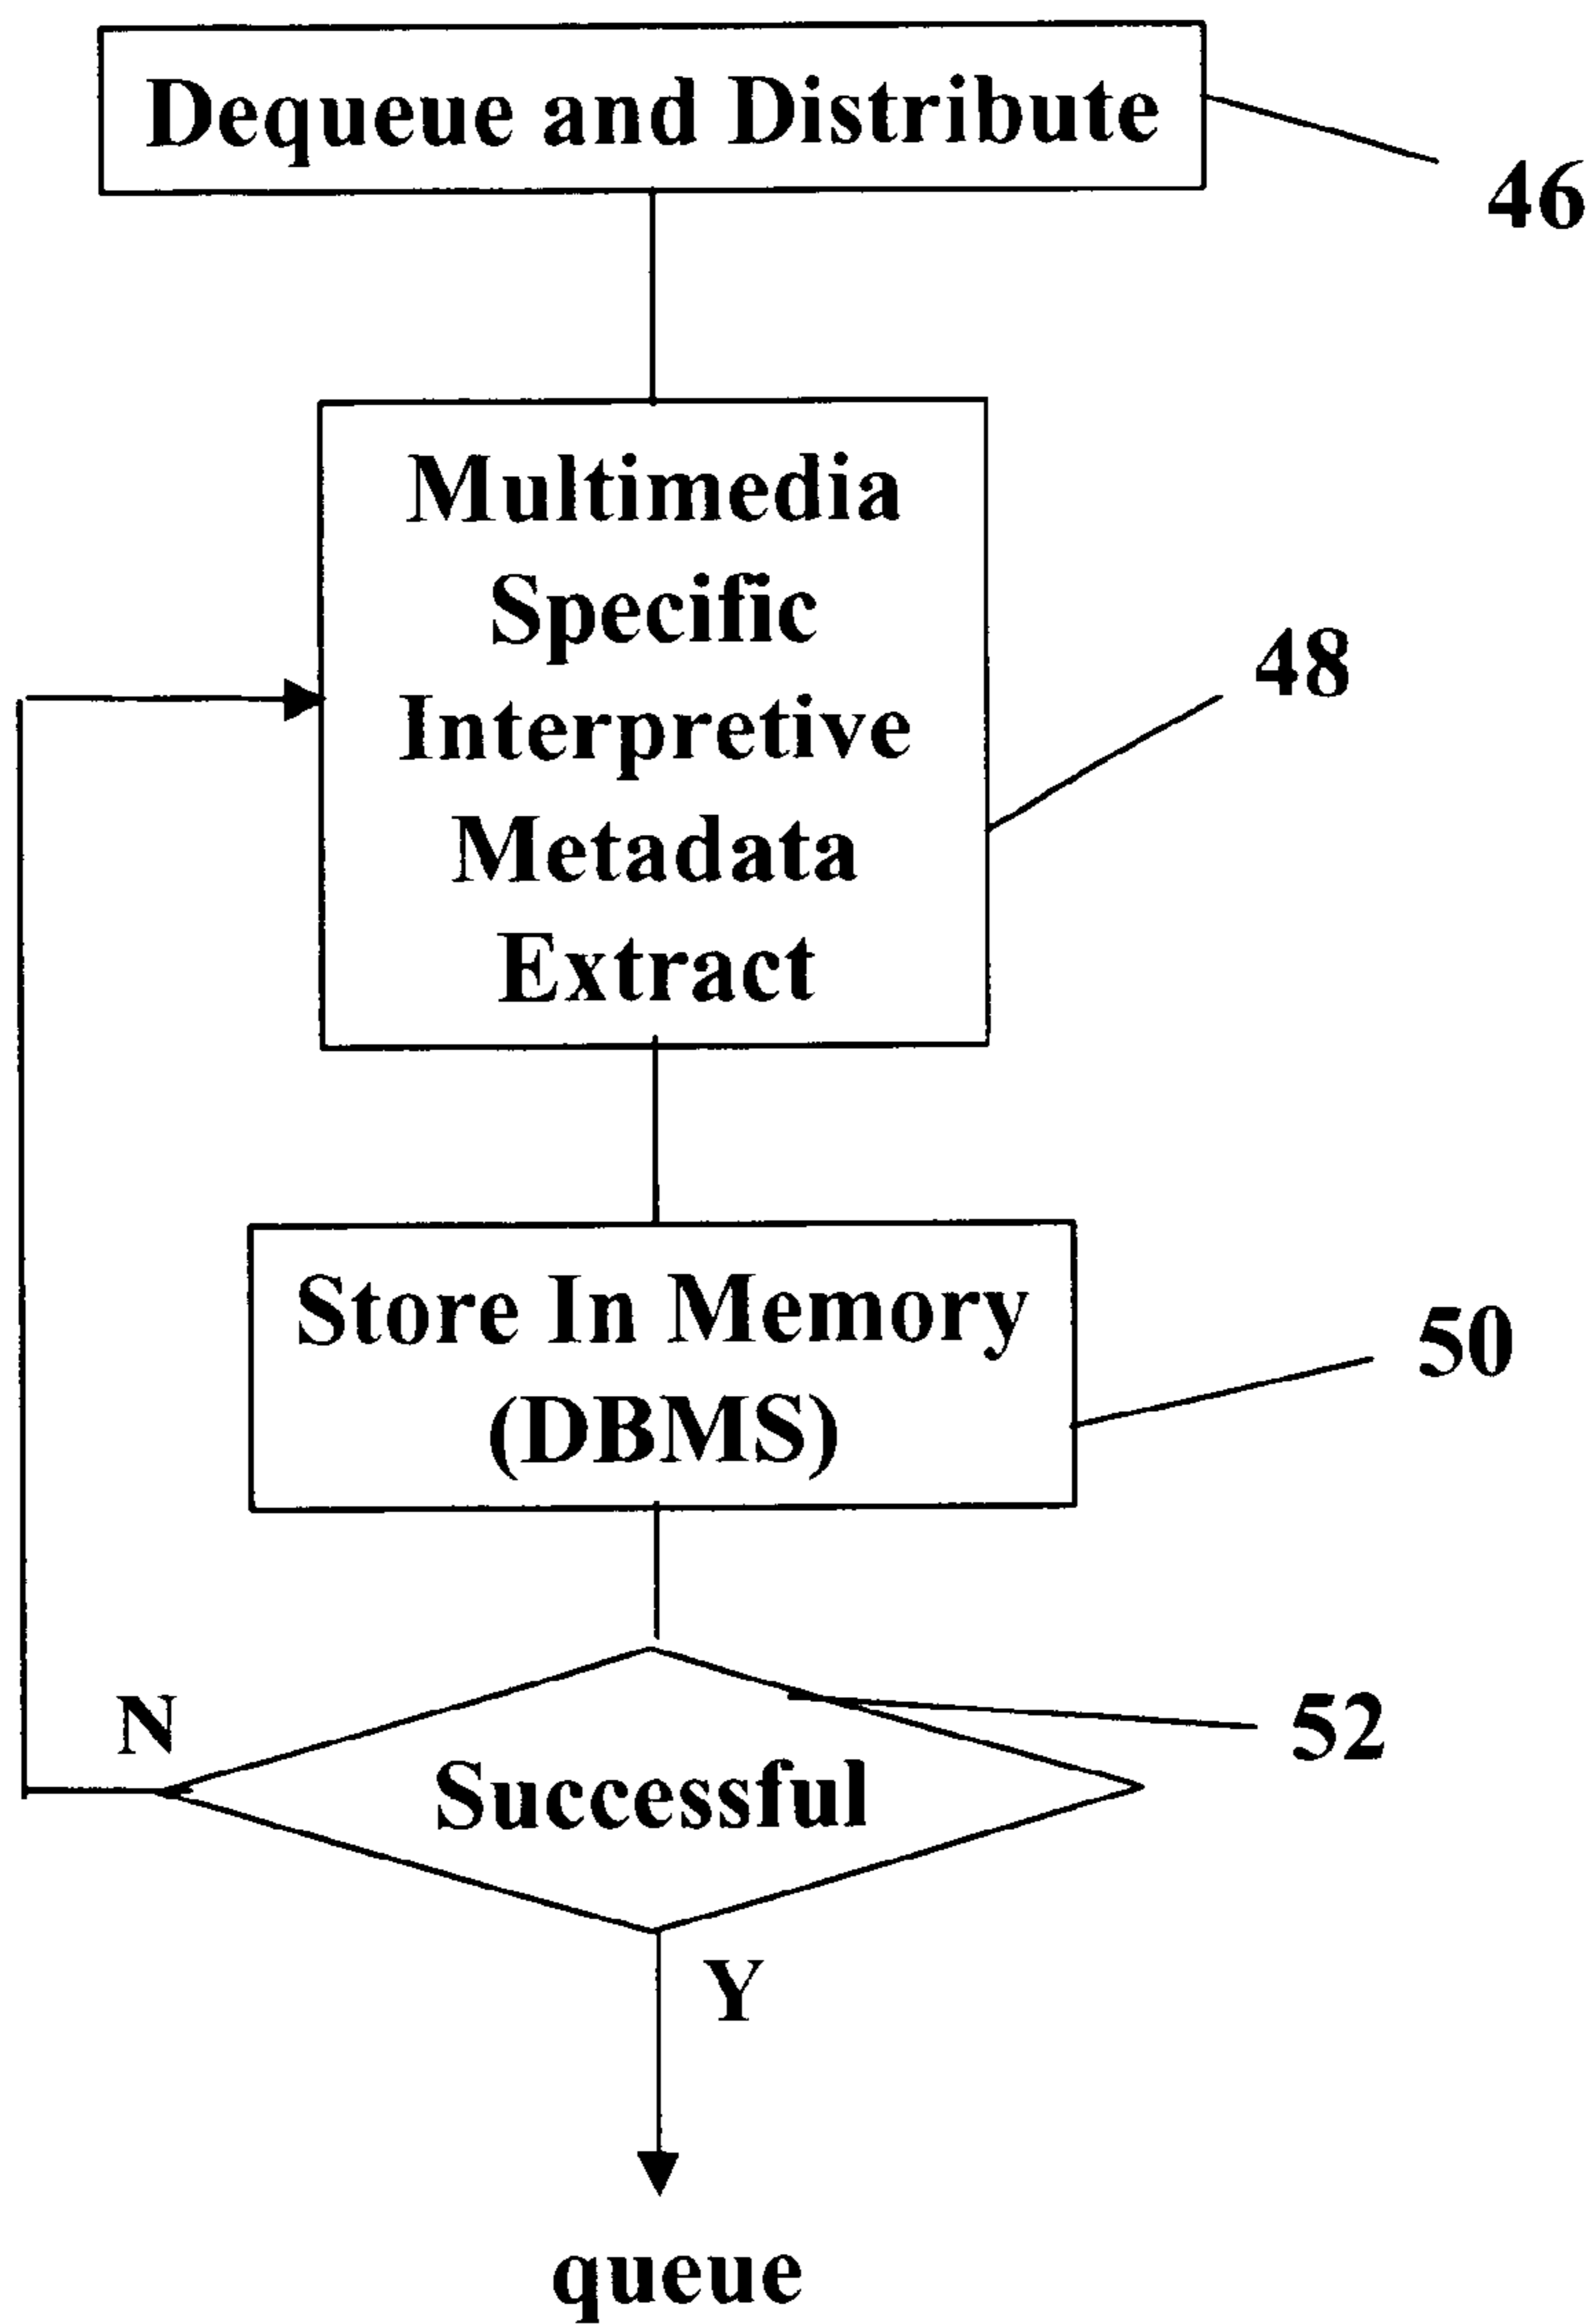 Dequeue and Distribute
46
Multimedia
Specific
Interpretive
Metadata
Extract
48
Store In Memory
(DBMS)
50
N
52
Successful
Y
queue